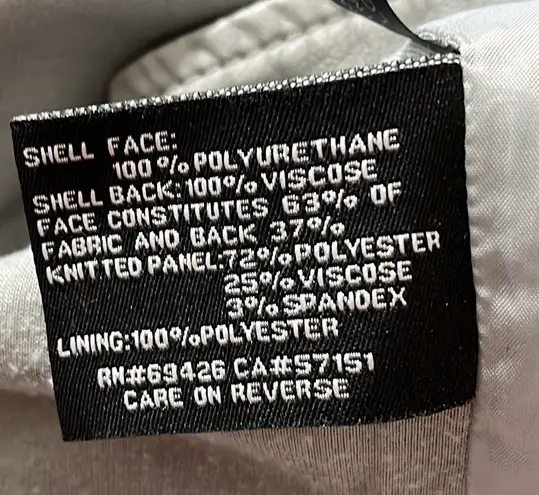 SHELL FACE:
100%POLYURETHANE
SHELL BACK:100%VISCOSE
FACE CONSTITUTES 63% OF
FABRIC AND BACK 37%
KNITTED PANEL:72%POLYESTER
25%VISCOSE
3%SPANDEX
LINING:100%POLYESTER
RN#69426 CA#57151
CARE ON REVERSE